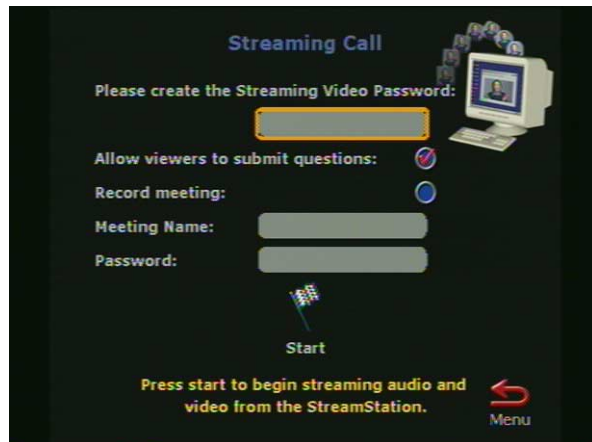 Streaming Call
Please create the Streaming Video Password:
Allow viewers to submit questions:
Record meeting:
Meeting Name:
Password:
Start
Press start to begin streaming audio and
video from the StreamStation.
Menu